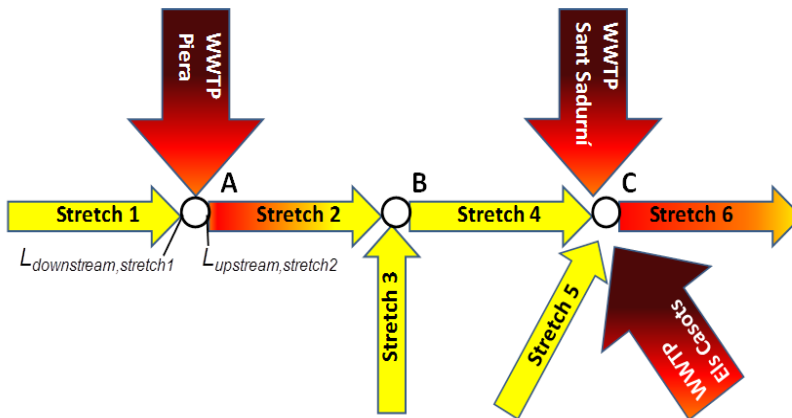 WWTP
Piera
WWTP
Sant Sadurní
A
B
C
Stretch 1
Stretch 2
Stretch 4
Stretch 6
L downstream,stretch1
L upstream,stretch2
Stretch 3
Stretch 5
WWTP
Els Casots